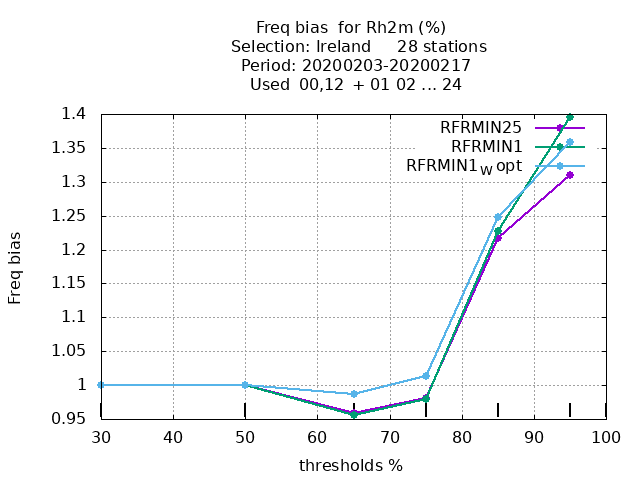 Freq bias  for Rh2m (%)
Selection: Ireland     28 stations
Period: 20200203-20200217
Used  00,12  + 01 02 ... 24
1.4
1.35
1.3
1.25
1.2
1.15
1.1
1.05
1
0.95
Freq bias
RFRMIN25
RFRMIN1
RFRMIN1W opt
30 40 50 60 70 80 90 100
thresholds %